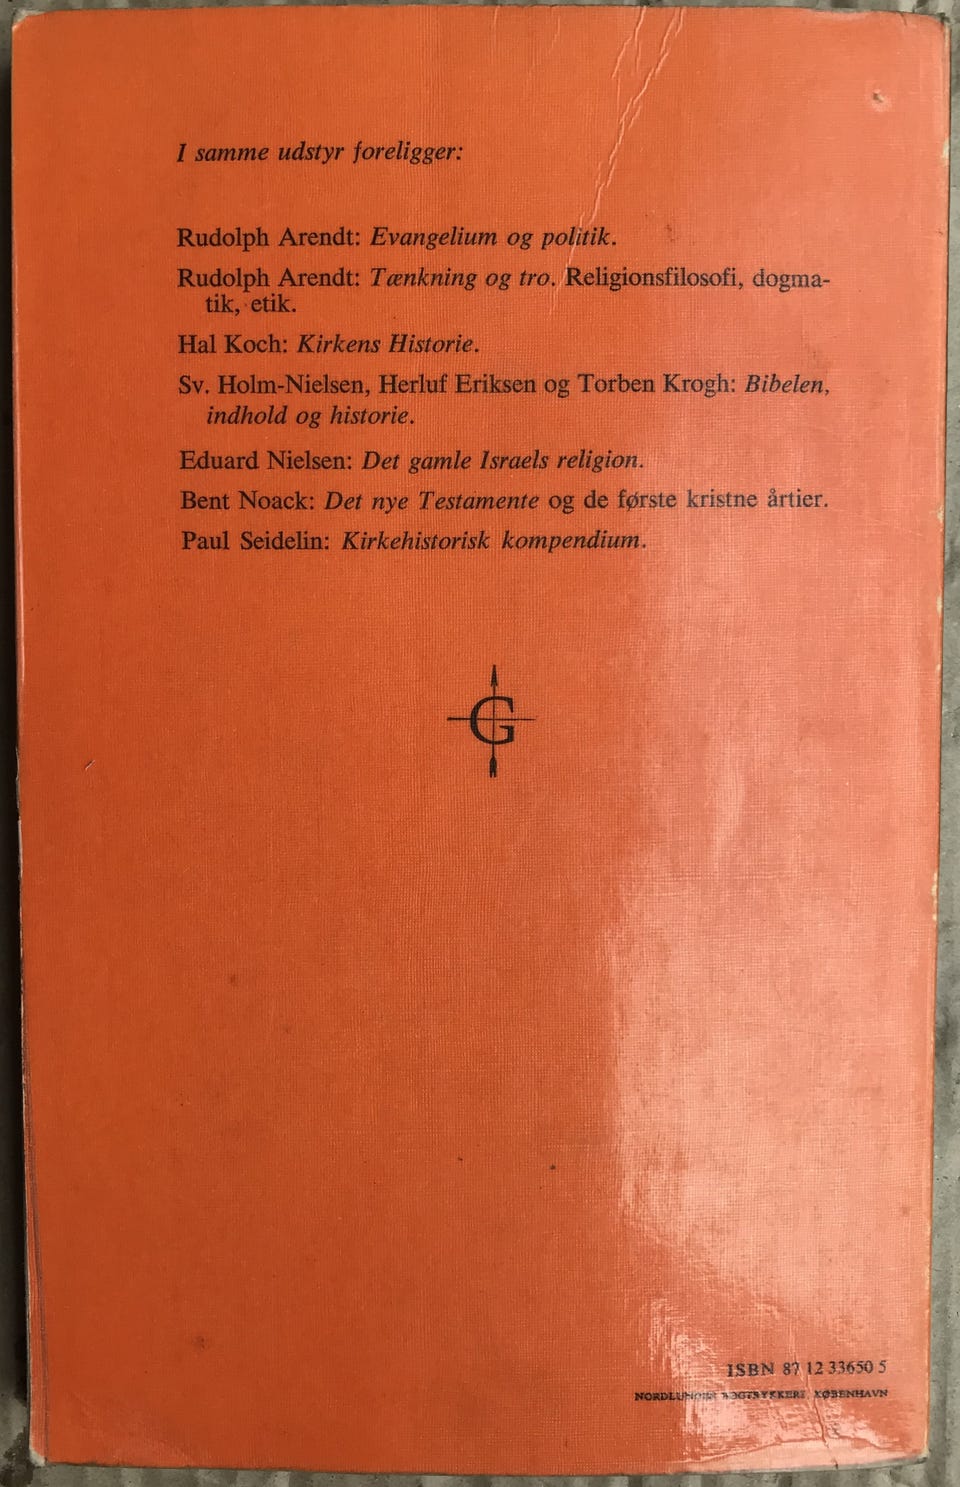 I samme udstyr foreligger:
Rudolph Arendt: Evangelium og politik.
Rudolph Arendt: Tænkning og tro. Religionsfilosofi, dogma-
tik, etik.
Hal Koch: Kirkens Historie.
Sv. Holm-Nielsen, Herluf Eriksen og Torben Krogh: Bibelen,
indhold og historie.
Eduard Nielsen: Det gamle Israels religion.
Bent Noack: Det nye Testamente og de første kristne årtier.
Paul Seidelin: Kirkehistorisk kompendium.
G
ISBN 87 12 33650 5
NORDLUNDES BOGTRYKKERI, KØBENHAVN